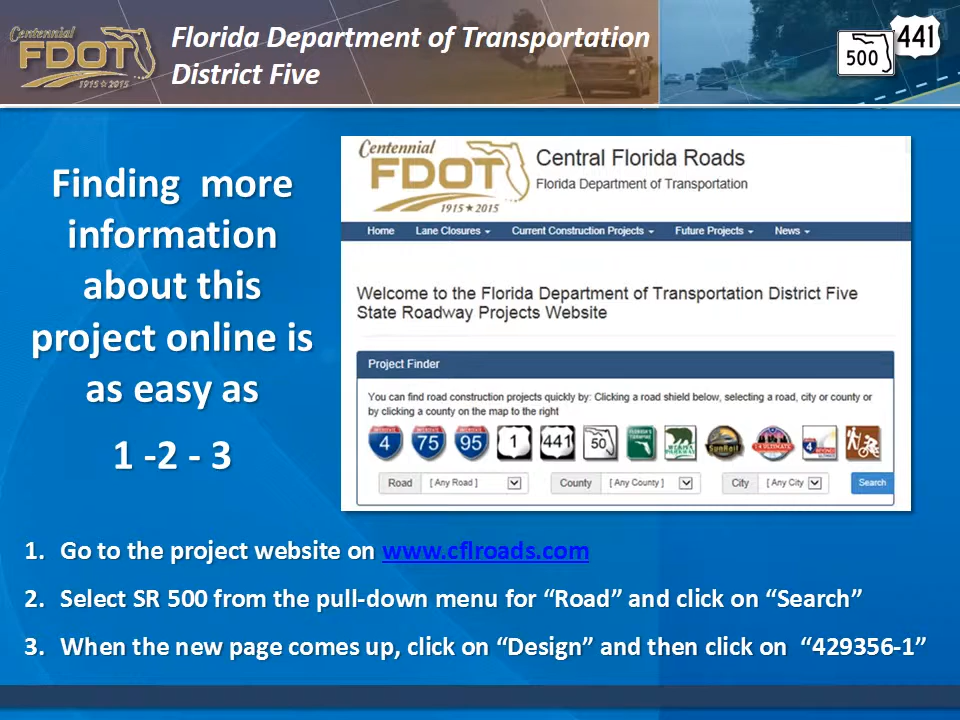 Centennial
FDOT
1915★2015
Florida Department of Transportation
District Five
500
441
Finding more
information
about this
project online is
as easy as
1 -2 - 3
Centennial
FDOT
1915★2015
Central Florida Roads
Florida Department of Transportation
Home Lane Closures Current Construction Projects Future Projects News
Welcome to the Florida Department of Transportation District Five
State Roadway Projects Website
Project Finder
You can find road construction projects quickly by: Clicking a road shield below, selecting a road, city or county or
by clicking a county on the map to the right
4 75 95 1 441 50 SunRail 4
Road [ Any Road ] County [ Any County ] City [ Any City ] Search
1. Go to the project website on www.cflroads.com
2. Select SR 500 from the pull-down menu for “Road” and click on “Search”
3. When the new page comes up, click on “Design” and then click on “429356-1”